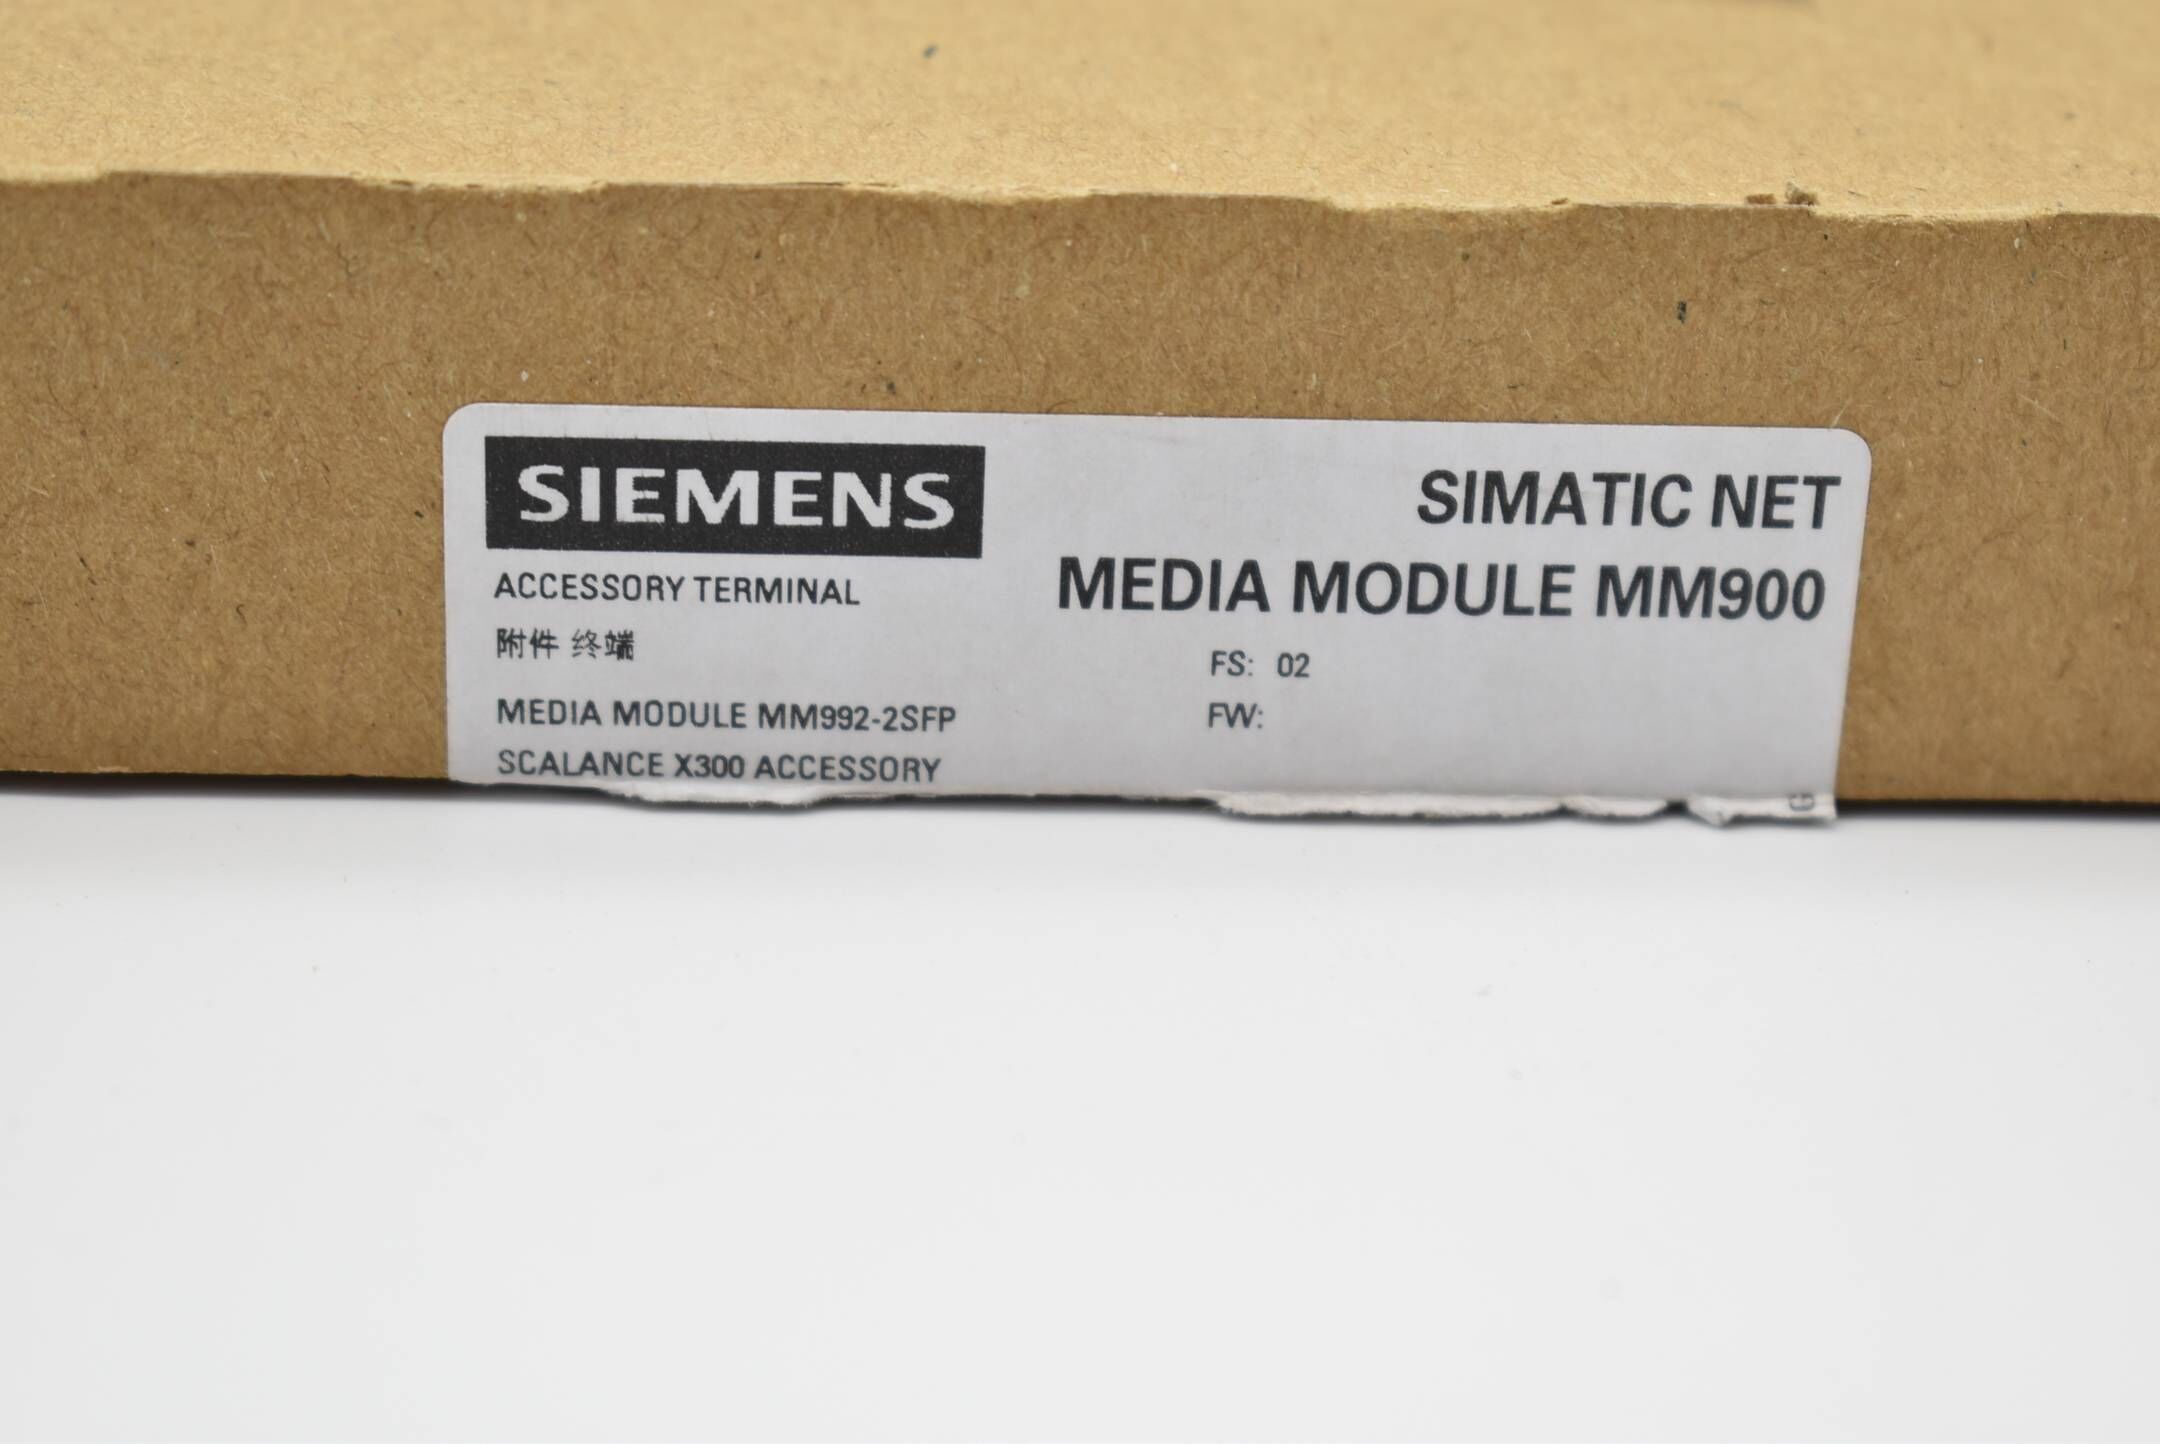 SIEMENS
SIMATIC NET
MEDIA MODULE MM900
ACCESSORY TERMINAL
附件 终端
FS: 02
MEDIA MODULE MM992-2SFP
FW:
SCALANCE X300 ACCESSORY
G